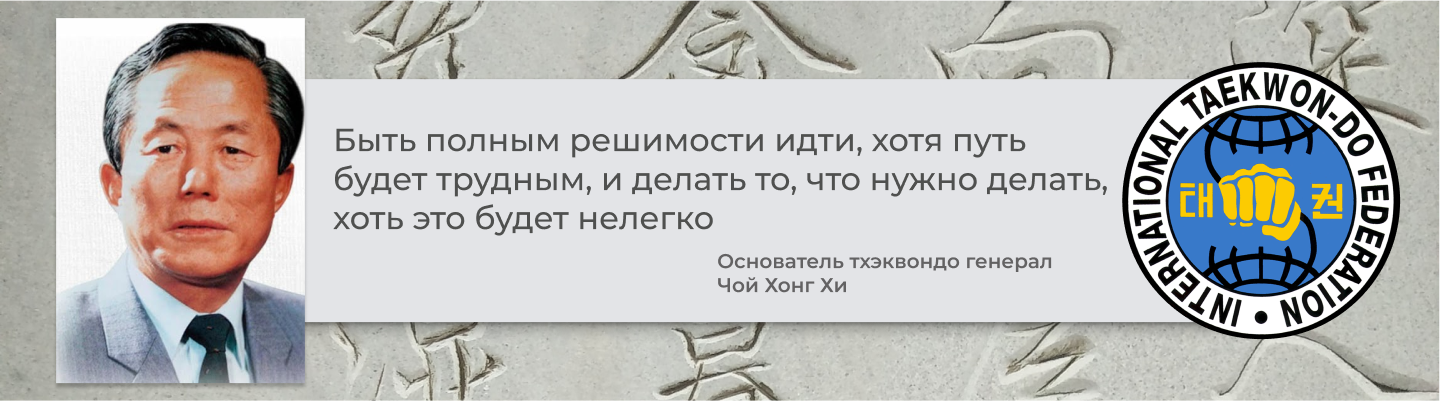 Быть полным решимости идти, хотя путь
будет трудным, и делать то, что нужно делать,
хоть это будет нелегко
Основатель тхэквондо генерал
Чой Хонг Хи
INTERNATIONAL TAEKWON-DO FEDERATION
태 권